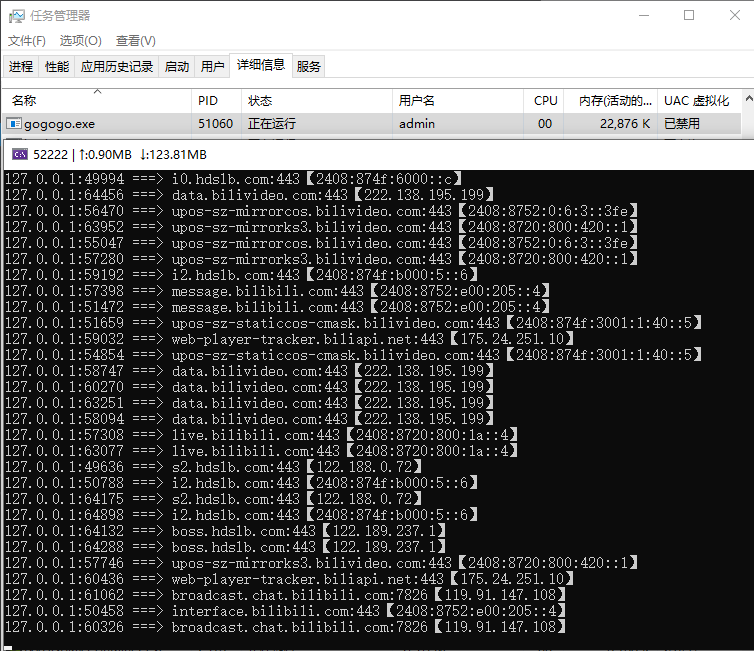 任务管理器
文件(F) 选项(O) 查看(V)
进程 性能 应用历史记录 启动 用户 详细信息 服务
名称 PID 状态 用户名 CPU 内存(活动的... UAC 虚拟化
gogogo.exe 51060 正在运行 admin 00 22,876 K 已禁用
52222 | ↑:0.90MB ↓:123.81MB
127.0.0.1:49994 ===> i0.hdslb.com:443【2408:874f:6000::c】
127.0.0.1:64456 ===> data.bilivideo.com:443【222.138.195.199】
127.0.0.1:56470 ===> upos-sz-mirrorcos.bilivideo.com:443【2408:8752:0:6:3::3fe】
127.0.0.1:63952 ===> upos-sz-mirrorks3.bilivideo.com:443【2408:8720:800:420::1】
127.0.0.1:55047 ===> upos-sz-mirrorcos.bilivideo.com:443【2408:8752:0:6:3::3fe】
127.0.0.1:57280 ===> upos-sz-mirrorks3.bilivideo.com:443【2408:8720:800:420::1】
127.0.0.1:59192 ===> i2.hdslb.com:443【2408:874f:b000:5::6】
127.0.0.1:57398 ===> message.bilibili.com:443【2408:8752:e00:205::4】
127.0.0.1:51472 ===> message.bilibili.com:443【2408:8752:e00:205::4】
127.0.0.1:51659 ===> upos-sz-staticcos-cmask.bilivideo.com:443【2408:874f:3001:1:40::5】
127.0.0.1:59032 ===> web-player-tracker.biliapi.net:443【175.24.251.10】
127.0.0.1:54854 ===> upos-sz-staticcos-cmask.bilivideo.com:443【2408:874f:3001:1:40::5】
127.0.0.1:58747 ===> data.bilivideo.com:443【222.138.195.199】
127.0.0.1:60270 ===> data.bilivideo.com:443【222.138.195.199】
127.0.0.1:63251 ===> data.bilivideo.com:443【222.138.195.199】
127.0.0.1:58094 ===> data.bilivideo.com:443【222.138.195.199】
127.0.0.1:57308 ===> live.bilibili.com:443【2408:8720:800:1a::4】
127.0.0.1:63077 ===> live.bilibili.com:443【2408:8720:800:1a::4】
127.0.0.1:49636 ===> s2.hdslb.com:443【122.188.0.72】
127.0.0.1:50788 ===> i2.hdslb.com:443【2408:874f:b000:5::6】
127.0.0.1:64175 ===> s2.hdslb.com:443【122.188.0.72】
127.0.0.1:64898 ===> i2.hdslb.com:443【2408:874f:b000:5::6】
127.0.0.1:64132 ===> boss.hdslb.com:443【122.189.237.1】
127.0.0.1:64288 ===> boss.hdslb.com:443【122.189.237.1】
127.0.0.1:57746 ===> upos-sz-mirrorks3.bilivideo.com:443【2408:8720:800:420::1】
127.0.0.1:60436 ===> web-player-tracker.biliapi.net:443【175.24.251.10】
127.0.0.1:61062 ===> broadcast.chat.bilibili.com:7826【119.91.147.108】
127.0.0.1:50458 ===> interface.bilibili.com:443【2408:8752:e00:205::4】
127.0.0.1:60326 ===> broadcast.chat.bilibili.com:7826【119.91.147.108】